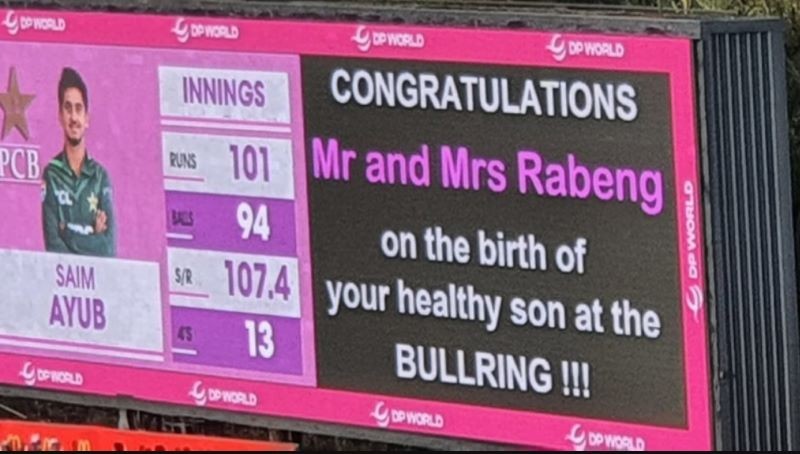 DP WORLD
DP WORLD
DP WORLD
DP WORLD
PCB
SAIM
AYUB
INNINGS
RUNS 101
BALLS 94
S/R 107.4
4'S 13
CONGRATULATIONS
Mr and Mrs Rabeng
on the birth of
your healthy son at the
BULLRING !!!
DP WORLD
DP WORLD
DP WORLD
DP WORLD
DP WORLD